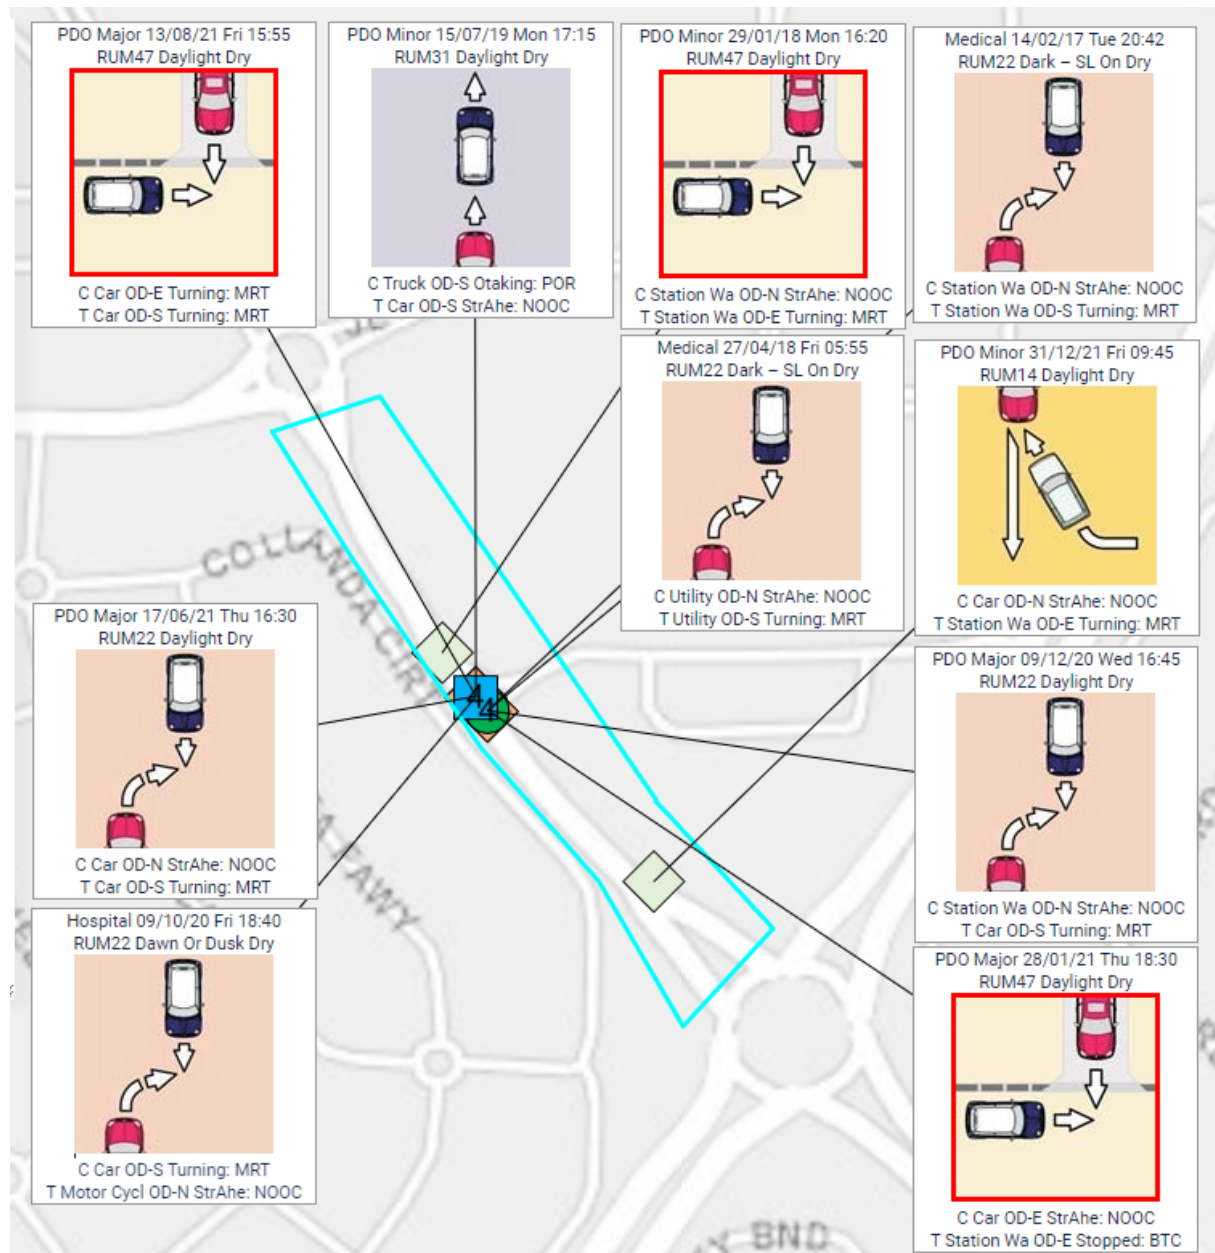 PDO Major 13/08/21 Fri 15:55
RUM47 Daylight Dry
C Car OD-E Turning: MRT
T Car OD-S Turning: MRT
PDO Minor 15/07/19 Mon 17:15
RUM31 Daylight Dry
C Truck OD-S Otaking: POR
T Car OD-S StrAhe: NOOC
PDO Minor 29/01/18 Mon 16:20
RUM47 Daylight Dry
C Station Wa OD-N StrAhe: NOOC
T Station Wa OD-E Turning: MRT
Medical 14/02/17 Tue 20:42
RUM22 Dark – SL On Dry
C Station Wa OD-N StrAhe: NOOC
T Station Wa OD-S Turning: MRT
Medical 27/04/18 Fri 05:55
RUM22 Dark – SL On Dry
C Utility OD-N StrAhe: NOOC
T Utility OD-S Turning: MRT
PDO Minor 31/12/21 Fri 09:45
RUM14 Daylight Dry
C Car OD-N StrAhe: NOOC
T Station Wa OD-E Turning: MRT
COLLANDA CIRT
4
4
PDO Major 17/06/21 Thu 16:30
RUM22 Daylight Dry
C Car OD-N StrAhe: NOOC
T Car OD-S Turning: MRT
PDO Major 09/12/20 Wed 16:45
RUM22 Daylight Dry
C Station Wa OD-N StrAhe: NOOC
T Car OD-S Turning: MRT
Hospital 09/10/20 Fri 18:40
RUM22 Dawn Or Dusk Dry
C Car OD-S Turning: MRT
T Motor Cycl OD-N StrAhe: NOOC
PDO Major 28/01/21 Thu 18:30
RUM47 Daylight Dry
C Car OD-E StrAhe: NOOC
T Station Wa OD-E Stopped: BTC
BND